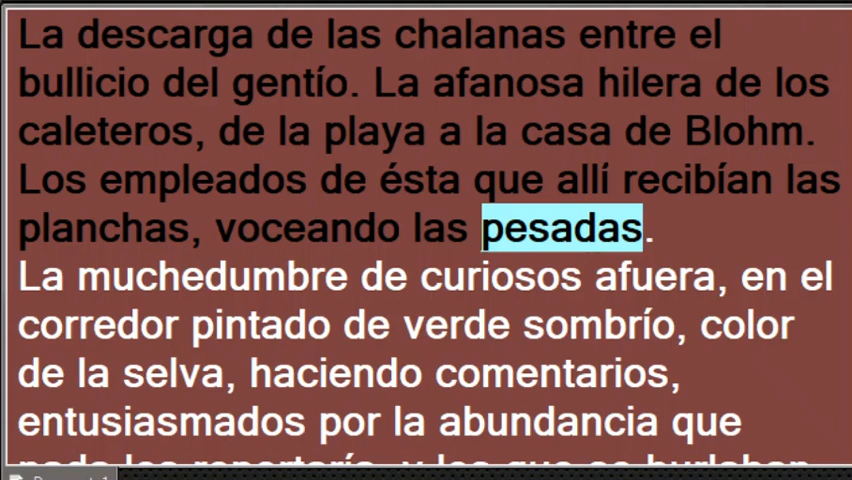 La descarga de las chalanas entre el
bullicio del gentío. La afanosa hilera de los
caleteros, de la playa a la casa de Blohm.
Los empleados de ésta que allí recibían las
planchas, voceando las pesadas.
La muchedumbre de curiosos afuera, en el
corredor pintado de verde sombrío, color
de la selva, haciendo comentarios,
entusiasmados por la abundancia que